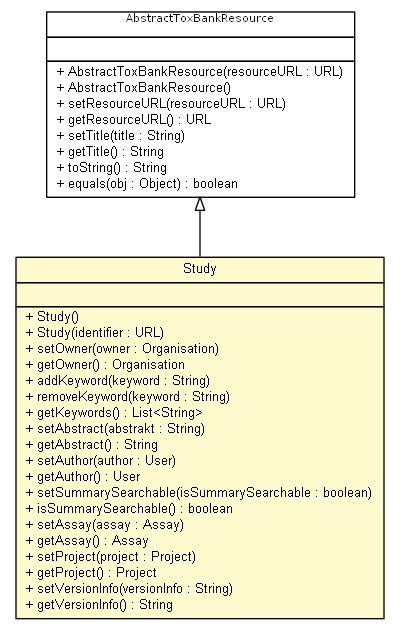 AbstractToxBankResource
+ AbstractToxBankResource(resourceURL : URL)
+ AbstractToxBankResource()
+ setResourceURL(resourceURL : URL)
+ getResourceURL() : URL
+ setTitle(title : String)
+ getTitle() : String
+ toString() : String
+ equals(obj : Object) : boolean
Study
+ Study()
+ Study(identifier : URL)
+ setOwner(owner : Organisation)
+ getOwner() : Organisation
+ addKeyword(keyword : String)
+ removeKeyword(keyword : String)
+ getKeywords() : List<String>
+ setAbstract(abstrakt : String)
+ getAbstract() : String
+ setAuthor(author : User)
+ getAuthor() : User
+ setSummarySearchable(isSummarySearchable : boolean)
+ isSummarySearchable() : boolean
+ setAssay(assay : Assay)
+ getAssay() : Assay
+ setProject(project : Project)
+ getProject() : Project
+ setVersionInfo(versionInfo : String)
+ getVersionInfo() : String